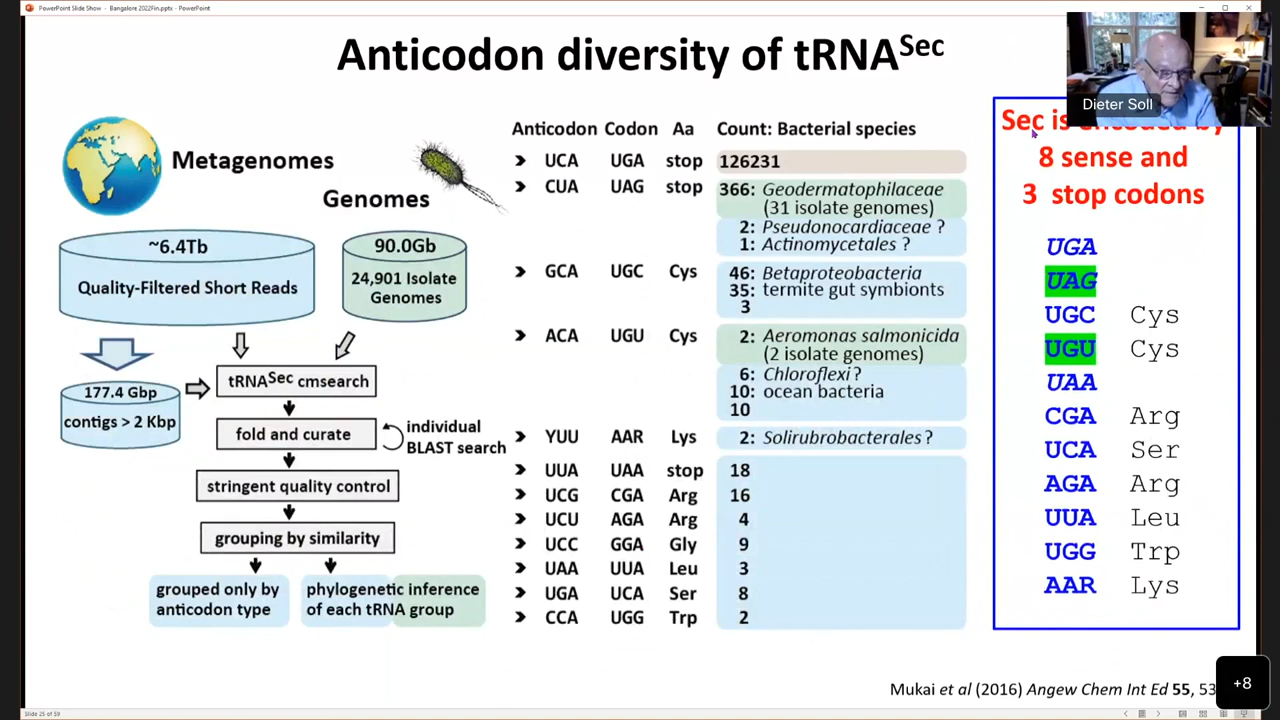 PowerPoint Slide Show - Bangalore 2022Fin.pptx - PowerPoint
Anticodon diversity of tRNASec
Dieter Soll
Metagenomes
Genomes
~6.4Tb
Quality-Filtered Short Reads
90.0Gb
24,901 Isolate
Genomes
177.4 Gbp
contigs > 2 Kbp
tRNASec cmsearch
fold and curate
individual
BLAST search
stringent quality control
grouping by similarity
grouped only by
anticodon type
phylogenetic inference
of each tRNA group
Anticodon Codon Aa Count: Bacterial species
UCA UGA stop 126231
CUA UAG stop 366: Geodermatophilaceae
(31 isolate genomes)
2: Pseudonocardiaceae ?
1: Actinomycetales ?
GCA UGC Cys 46: Betaproteobacteria
35: termite gut symbionts
3
ACA UGU Cys 2: Aeromonas salmonicida
(2 isolate genomes)
6: Chloroflexi ?
10: ocean bacteria
10
YUU AAR Lys 2: Solirubrobacterales ?
UUA UAA stop 18
UCG CGA Arg 16
UCU AGA Arg 4
UCC GGA Gly 9
UAA UUA Leu 3
UGA UCA Ser 8
CCA UGG Trp 2
Sec is encoded by
8 sense and
3 stop codons
UGA
UAG
UGC Cys
UGU Cys
UAA
CGA Arg
UCA Ser
AGA Arg
UUA Leu
UGG Trp
AAR Lys
Mukai et al (2016) Angew Chem Int Ed 55, 53
+8
Slide 25 of 59